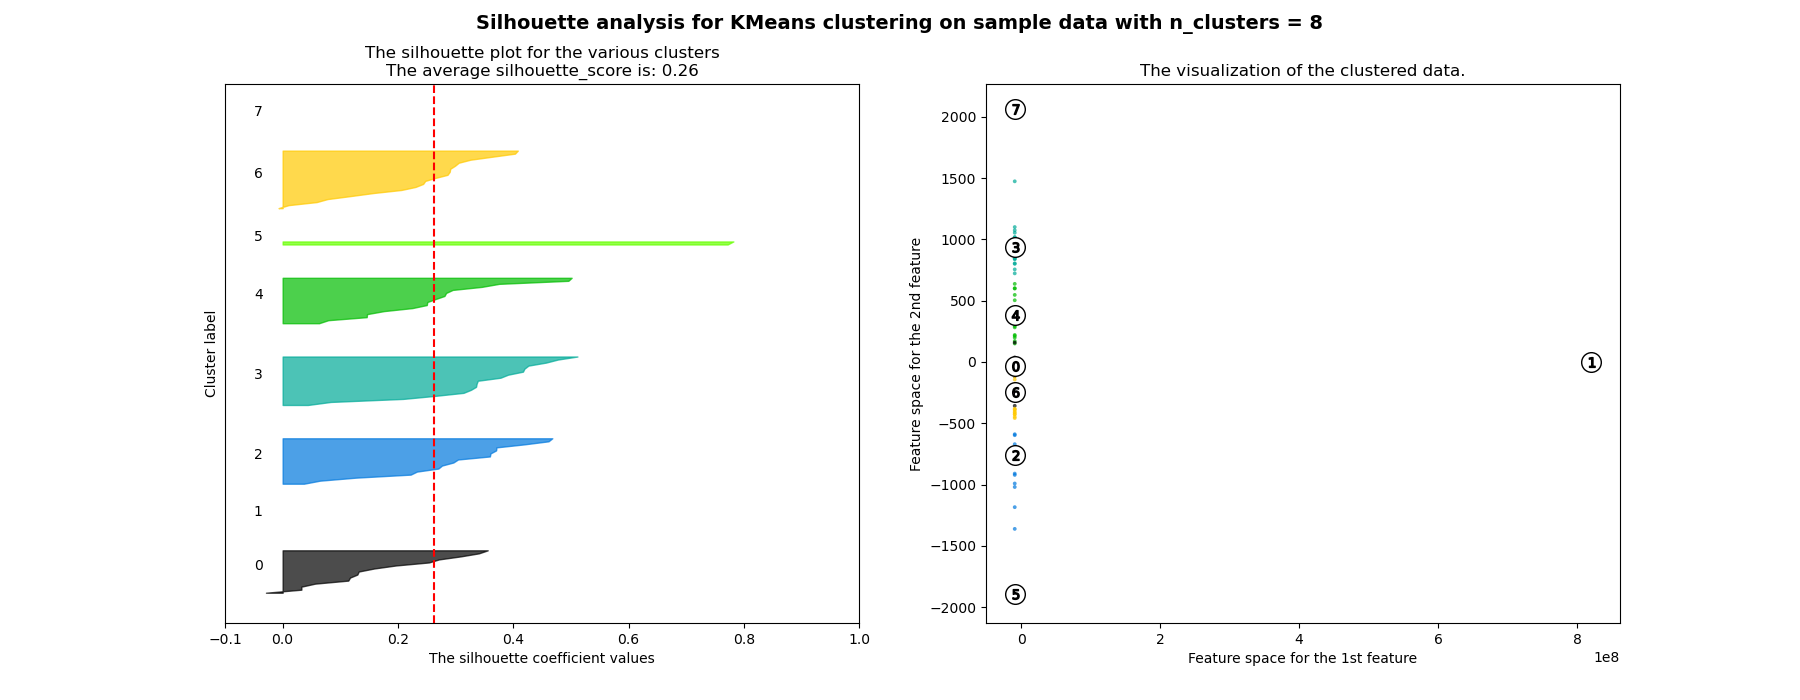 Silhouette analysis for KMeans clustering on sample data with n_clusters = 8
The silhouette plot for the various clusters
The average silhouette_score is: 0.26
7
6
5
4
3
2
1
0
Cluster label
−0.1 0.0 0.2 0.4 0.6 0.8 1.0
The silhouette coefficient values
The visualization of the clustered data.
2000
1500
1000
500
0
−500
−1000
−1500
−2000
Feature space for the 2nd feature
7
3
4
0
1
6
2
5
0 2 4 6 8
1e8
Feature space for the 1st feature